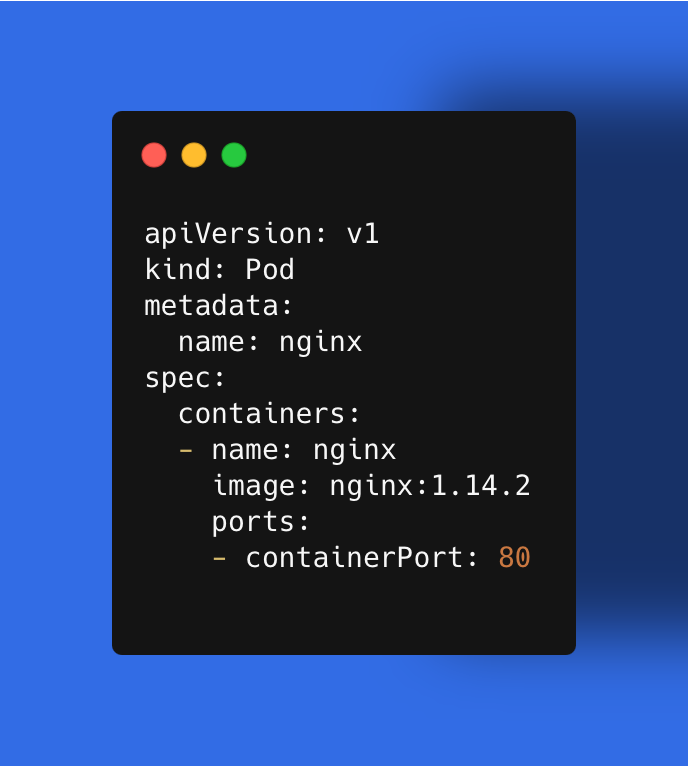 apiVersion: v1
kind: Pod
metadata:
  name: nginx
spec:
  containers:
  - name: nginx
    image: nginx:1.14.2
    ports:
    - containerPort: 80